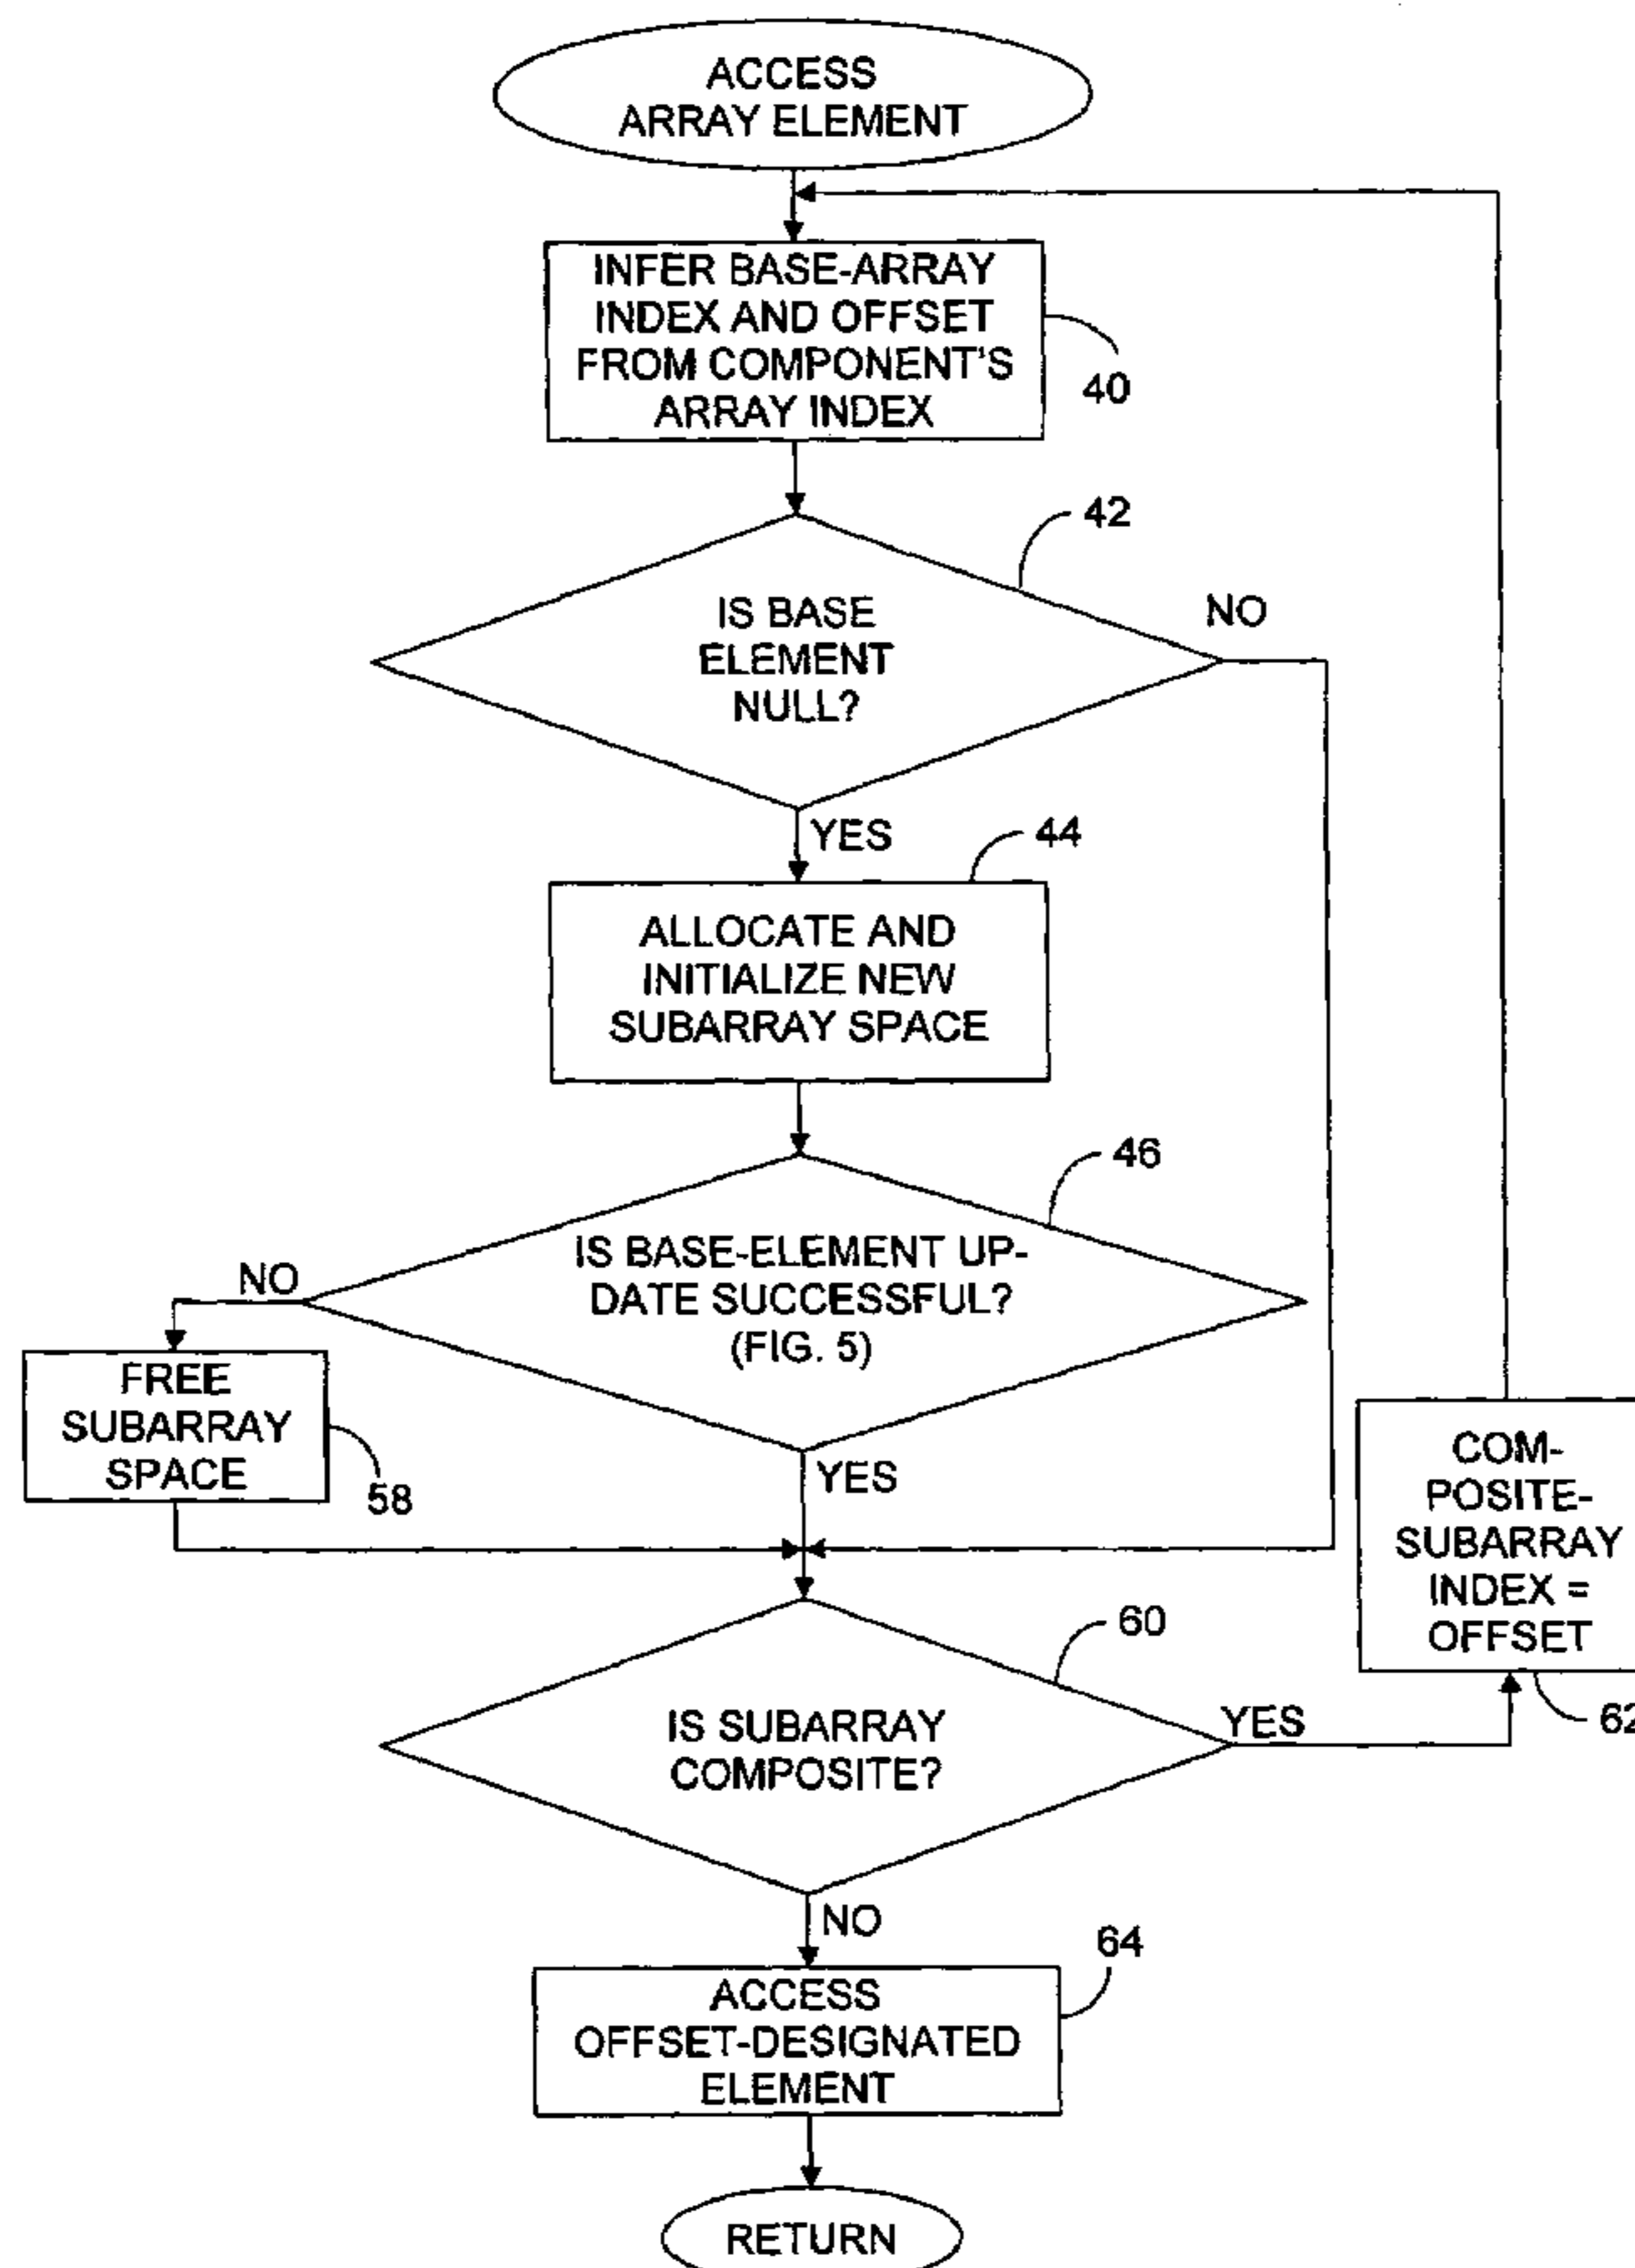 ACCESS
ARRAY ELEMENT
INFER BASE-ARRAY
INDEX AND OFFSET
FROM COMPONENT'S
ARRAY INDEX
40
42
IS BASE
ELEMENT
NULL?
NO
YES
44
ALLOCATE AND
INITIALIZE NEW
SUBARRAY SPACE
46
IS BASE-ELEMENT UP-
DATE SUCCESSFUL?
(FIG. 5)
NO
FREE
SUBARRAY
SPACE
58
YES
COM-
POSITE-
SUBARRAY
INDEX =
OFFSET
62
60
IS SUBARRAY
COMPOSITE?
YES
NO
64
ACCESS
OFFSET-DESIGNATED
ELEMENT
RETURN